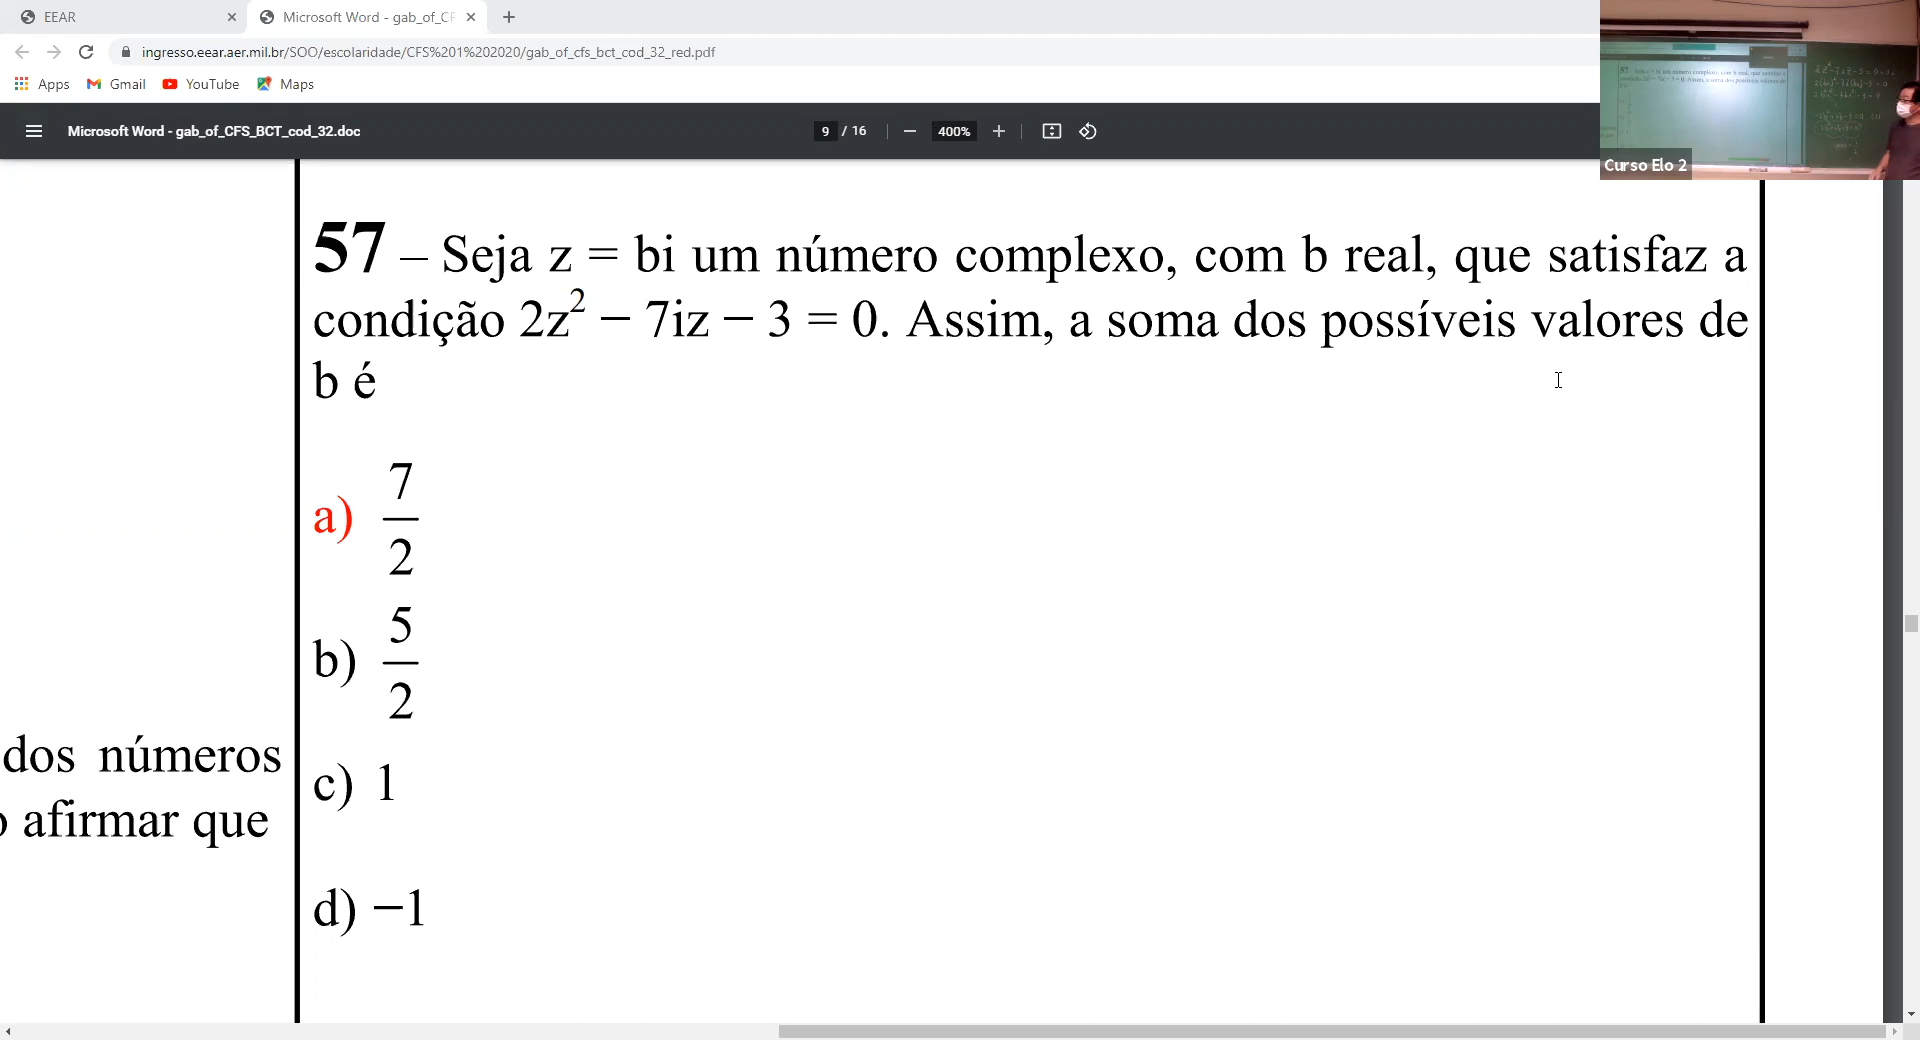 EEAR
Microsoft Word - gab_of_CF
ingresso.eear.aer.mil.br/SOO/escolaridade/CFS%201%202020/gab_of_cfs_bct_cod_32_red.pdf
Apps Gmail YouTube Maps
Microsoft Word - gab_of_CFS_BCT_cod_32.doc
9 / 16
400%
Curso Elo 2
57 – Seja z = bi um número complexo, com b real, que satisfaz a
condição 2z² − 7iz − 3 = 0. Assim, a soma dos possíveis valores de
b é
a) 7/2
b) 5/2
c) 1
d) −1
dos números
afirmar que